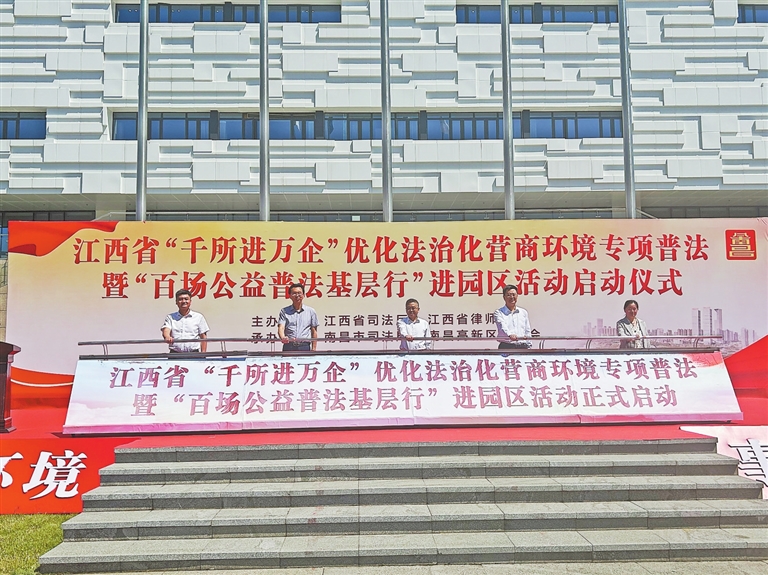 江西省“千所进万企”优化法治化营商环境专项普法
暨“百场公益普法基层行”进园区活动启动仪式
主办 江西省司法厅 江西省律师
承办 南昌市司法 南昌高新区 会
江西省“千所进万企”优化法治化营商环境专项普法
暨“百场公益普法基层行”进园区活动正式启动
环境